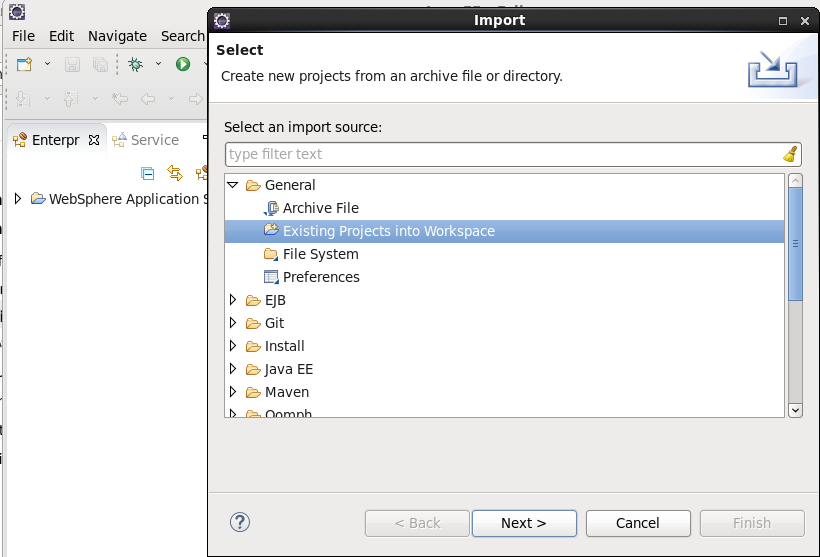 Import
File Edit Navigate Search
Select
Create new projects from an archive file or directory.
Enterpr
Service
WebSphere Application
Select an import source:
type filter text
General
Archive File
Existing Projects into Workspace
File System
Preferences
EJB
Git
Install
Java EE
Maven
Oomph
?
< Back
Next >
Cancel
Finish